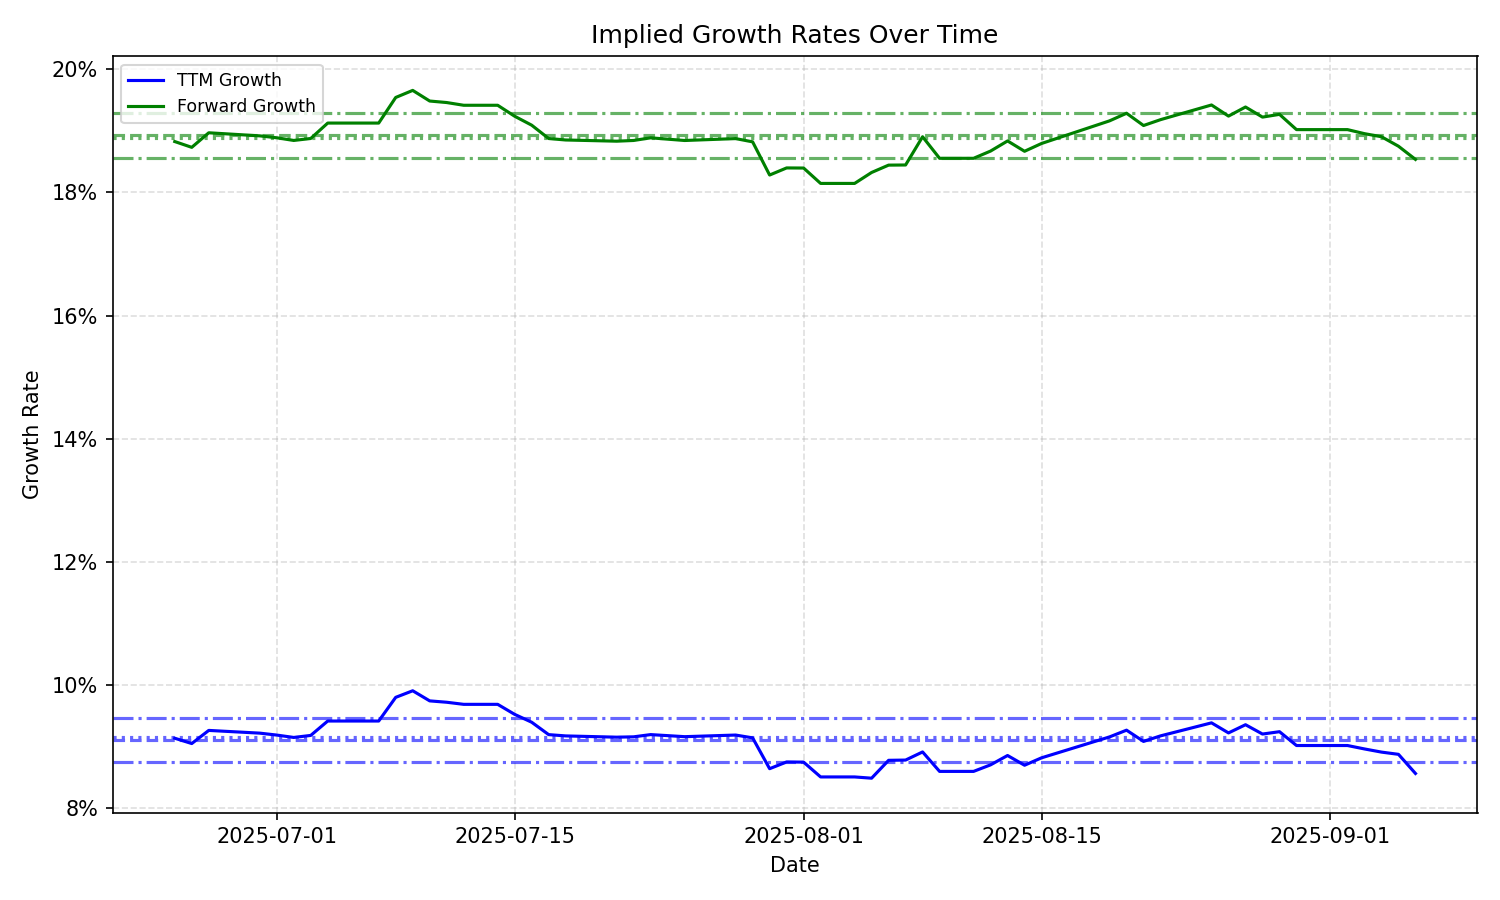 Implied Growth Rates Over Time
TTM Growth
Forward Growth
20%
18%
16%
14%
12%
10%
8%
Growth Rate
2025-07-01
2025-07-15
2025-08-01
2025-08-15
2025-09-01
Date